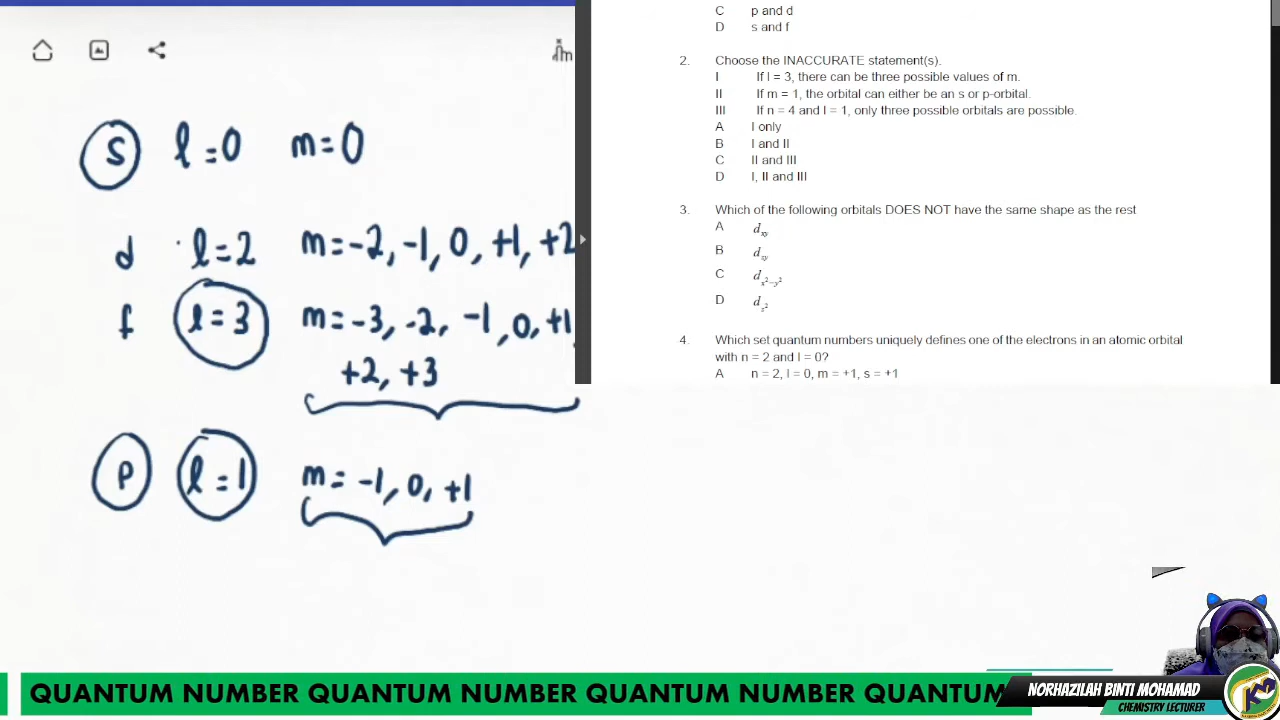 S l = 0 m = 0
d l = 2 m = -2, -1, 0, +1, +2
f l = 3 m = -3, -2, -1, 0, +1,
+2, +3
p l = 1 m = -1, 0, +1
C p and d
D s and f
2. Choose the INACCURATE statement(s).
I If l = 3, there can be three possible values of m.
II If m = 1, the orbital can either be an s or p-orbital.
III If n = 4 and l = 1, only three possible orbitals are possible.
A I only
B I and II
C II and III
D I, II and III
3. Which of the following orbitals DOES NOT have the same shape as the rest
A d
B d
C d x²-y²
D d z²
4. Which set quantum numbers uniquely defines one of the electrons in an atomic orbital
with n = 2 and l = 0?
A n = 2, l = 0, m = +1, s = +1
QUANTUM NUMBER QUANTUM NUMBER QUANTUM NUMBER QUANTUM
NORHAZILAH BINTI MOHAMAD
CHEMISTRY LECTURER